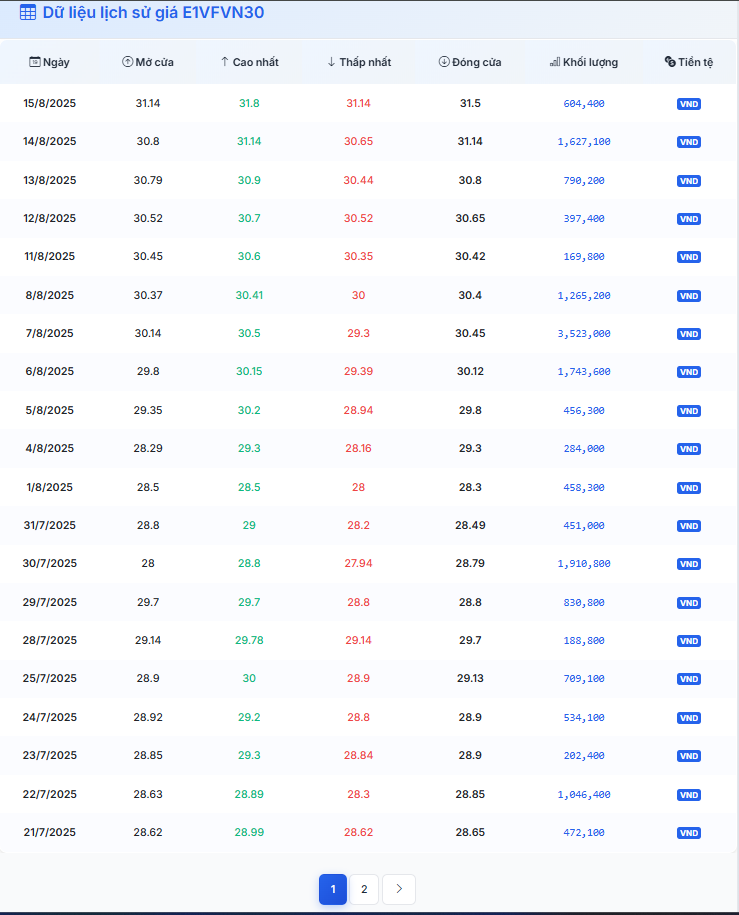 Dữ liệu lịch sử giá E1VFVN30
Ngày Mở cửa Cao nhất Thấp nhất Đóng cửa Khối lượng Tiền tệ
15/8/2025 31.14 31.8 31.14 31.5 604,400 VND
14/8/2025 30.8 31.14 30.65 31.14 1,627,100 VND
13/8/2025 30.79 30.9 30.44 30.8 790,200 VND
12/8/2025 30.52 30.7 30.52 30.65 397,400 VND
11/8/2025 30.45 30.6 30.35 30.42 169,800 VND
8/8/2025 30.37 30.41 30 30.4 1,265,200 VND
7/8/2025 30.14 30.5 29.3 30.45 3,523,000 VND
6/8/2025 29.8 30.15 29.39 30.12 1,743,600 VND
5/8/2025 29.35 30.2 28.94 29.8 456,300 VND
4/8/2025 28.29 29.3 28.16 29.3 284,000 VND
1/8/2025 28.5 28.5 28 28.3 458,300 VND
31/7/2025 28.8 29 28.2 28.49 451,000 VND
30/7/2025 28 28.8 27.94 28.79 1,910,800 VND
29/7/2025 29.7 29.7 28.8 28.8 830,800 VND
28/7/2025 29.14 29.78 29.14 29.7 188,800 VND
25/7/2025 28.9 30 28.9 29.13 709,100 VND
24/7/2025 28.92 29.2 28.8 28.9 534,100 VND
23/7/2025 28.85 29.3 28.84 28.9 202,400 VND
22/7/2025 28.63 28.89 28.3 28.85 1,046,400 VND
21/7/2025 28.62 28.99 28.62 28.65 472,100 VND
1 2